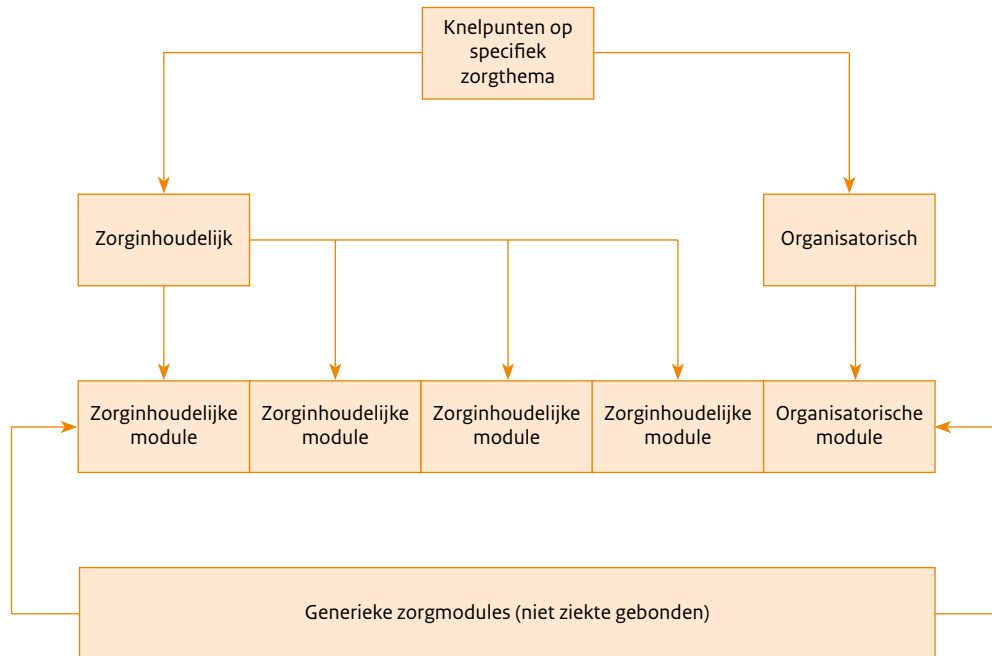 Knelpunten op
specifiek
zorgthema
Zorginhoudelijk
Organisatorisch
Zorginhoudelijke
module
Zorginhoudelijke
module
Zorginhoudelijke
module
Zorginhoudelijke
module
Organisatorische
module
Generieke zorgmodules (niet ziekte gebonden)